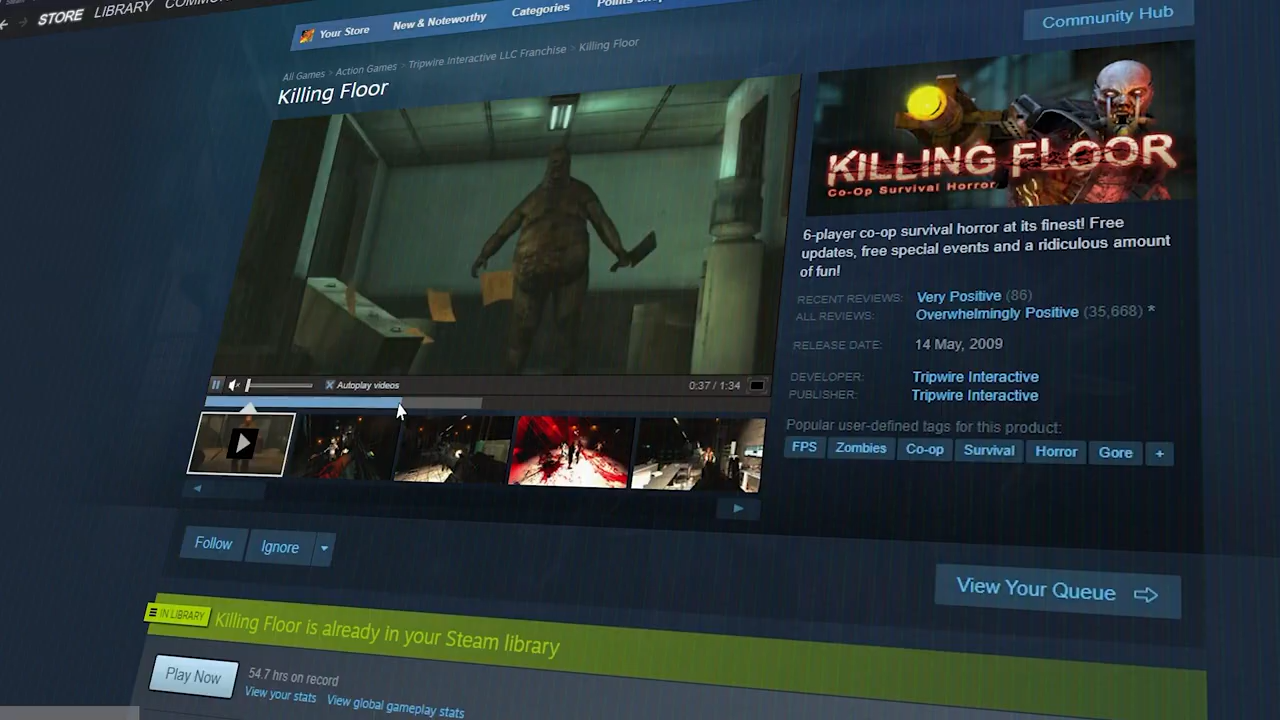 STORE LIBRARY
Your Store New & Noteworthy Categories
Community Hub
All Games > Action Games > Tripwire Interactive LLC Franchise > Killing Floor
Killing Floor
KILLING FLOOR
Co-Op Survival Horror
6-player co-op survival horror at its finest! Free
updates, free special events and a ridiculous amount
of fun!
RECENT REVIEWS: Very Positive (86)
ALL REVIEWS: Overwhelmingly Positive (35,668) *
RELEASE DATE: 14 May, 2009
DEVELOPER: Tripwire Interactive
PUBLISHER: Tripwire Interactive
Popular user-defined tags for this product:
FPS Zombies Co-op Survival Horror Gore +
Autoplay videos 0:37 / 1:34
Follow Ignore
View Your Queue
IN LIBRARY Killing Floor is already in your Steam library
Play Now
54.7 hrs on record
View your stats View global gameplay stats